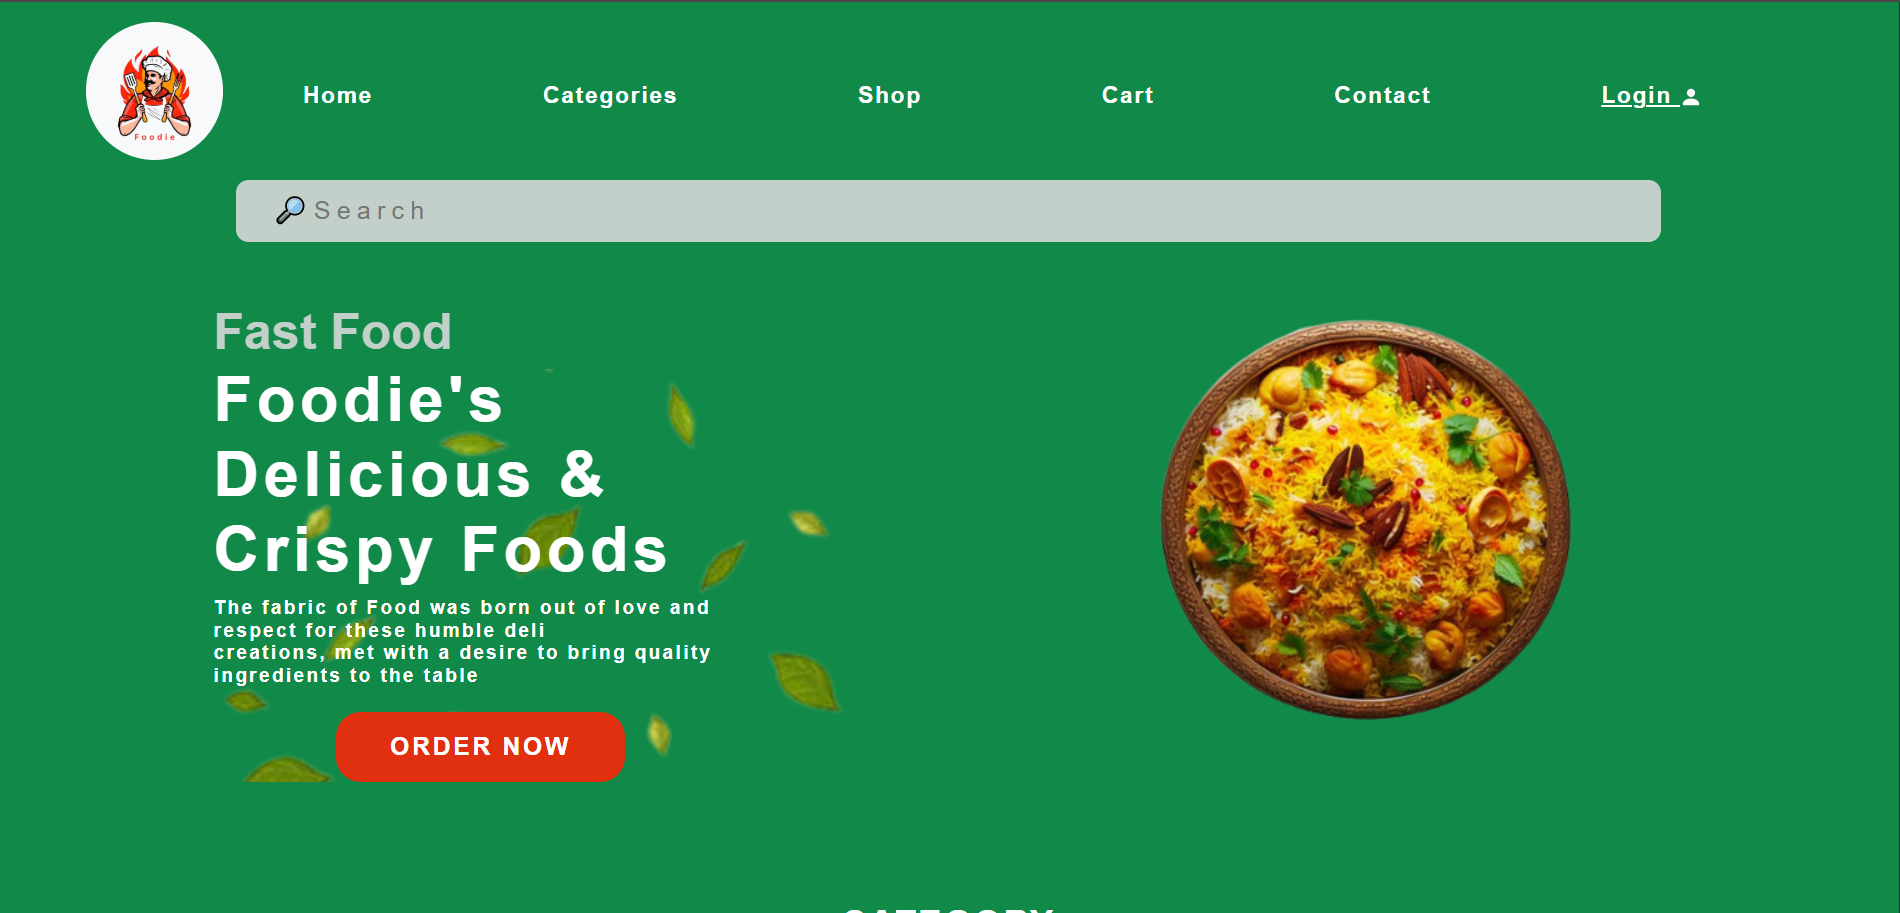 Foodie
Home
Categories
Shop
Cart
Contact
Login
Search
Fast Food
Foodie's
Delicious &
Crispy Foods
The fabric of Food was born out of love and
respect for these humble deli
creations, met with a desire to bring quality
ingredients to the table
ORDER NOW
CATEGORY